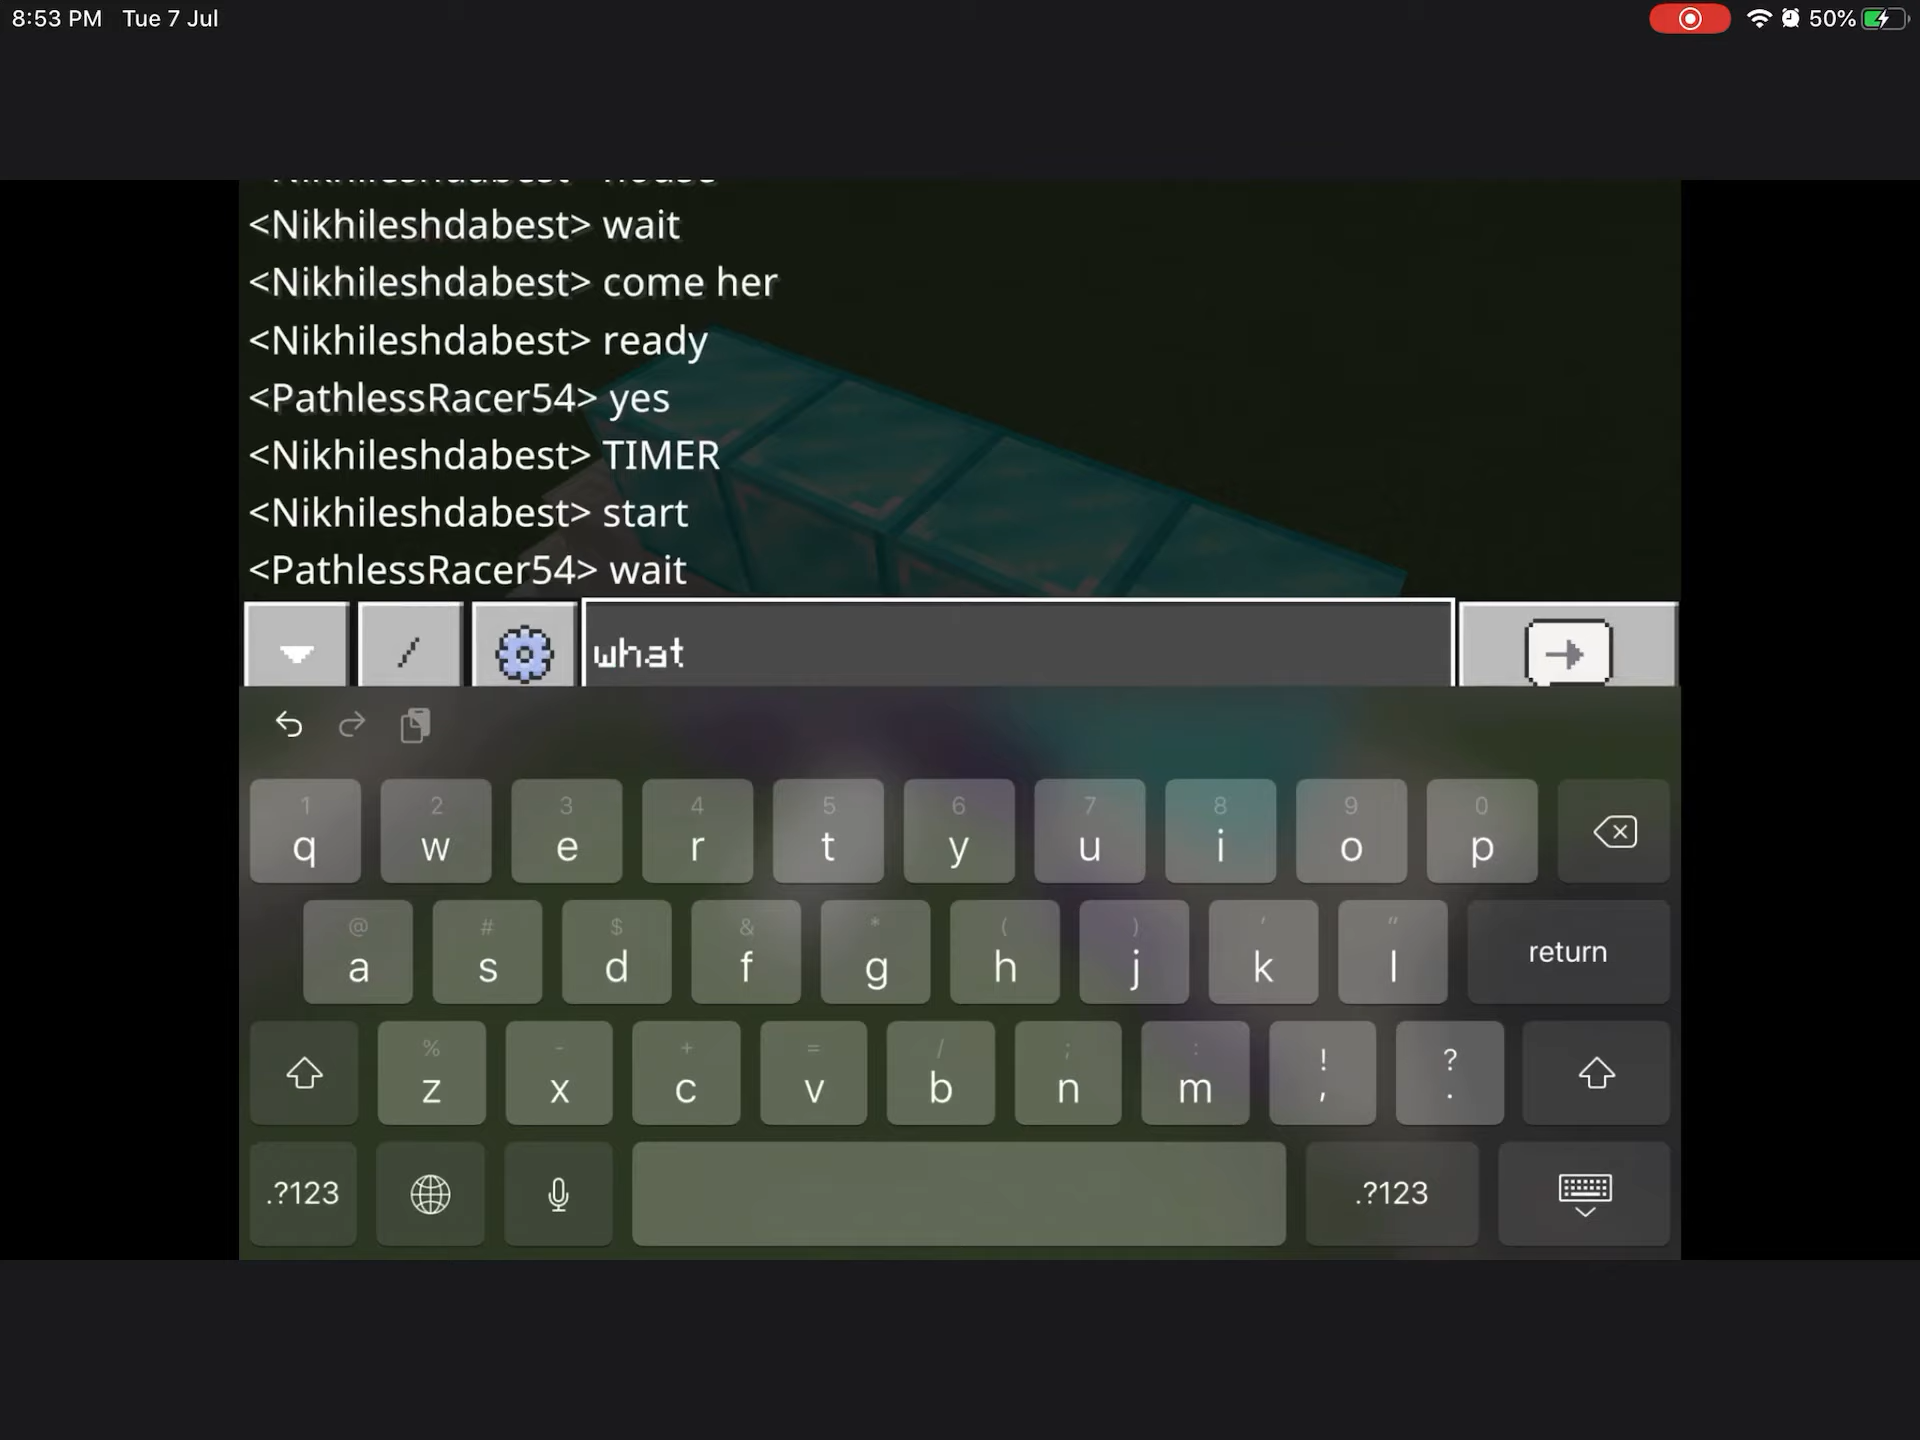 8:53 PM Tue 7 Jul 50%
<Nikhileshdabest> wait
<Nikhileshdabest> come her
<Nikhileshdabest> ready
<PathlessRacer54> yes
<Nikhileshdabest> TIMER
<Nikhileshdabest> start
<PathlessRacer54> wait
/ what
1 2 3 4 5 6 7 8 9 0
q w e r t y u i o p
@ # $ & * ( ) ' "
a s d f g h j k l return
% - + = / ; : ! ?
z x c v b n m , .
.?123 .?123